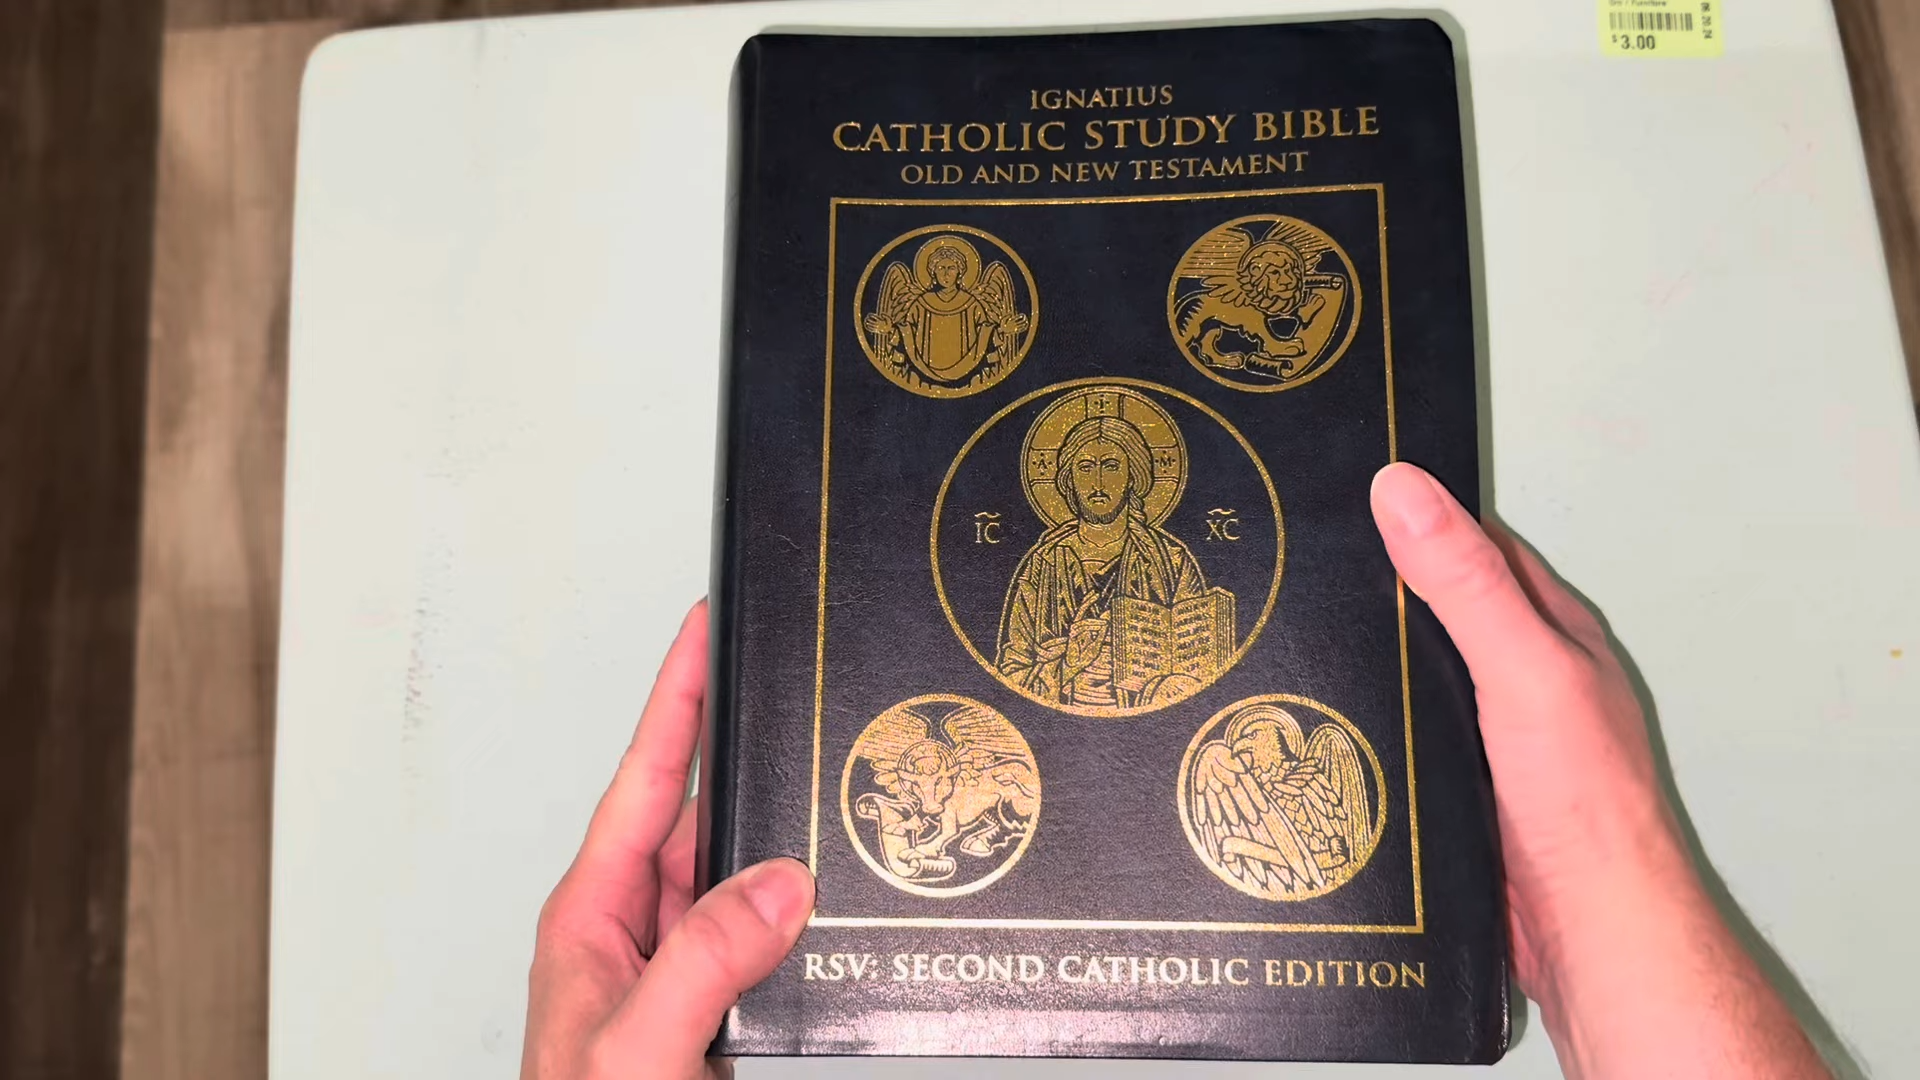 IGNATIUS
CATHOLIC STUDY BIBLE
OLD AND NEW TESTAMENT
IC
XC
RSV: SECOND CATHOLIC EDITION
$3.00